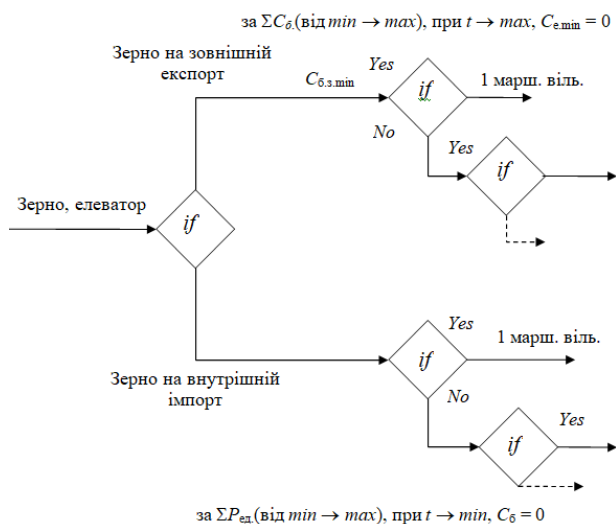 за ΣCб.(від min → max), при t → max, Cе.min = 0
Зерно на зовнішній
експорт
Cб.з.min
Yes
if
1 марш. віль.
No
Yes
if
Зерно, елеватор
if
Yes
if
1 марш. віль.
No
Зерно на внутрішній
імпорт
Yes
if
за ΣPед.(від min → max), при t → min, Cб = 0